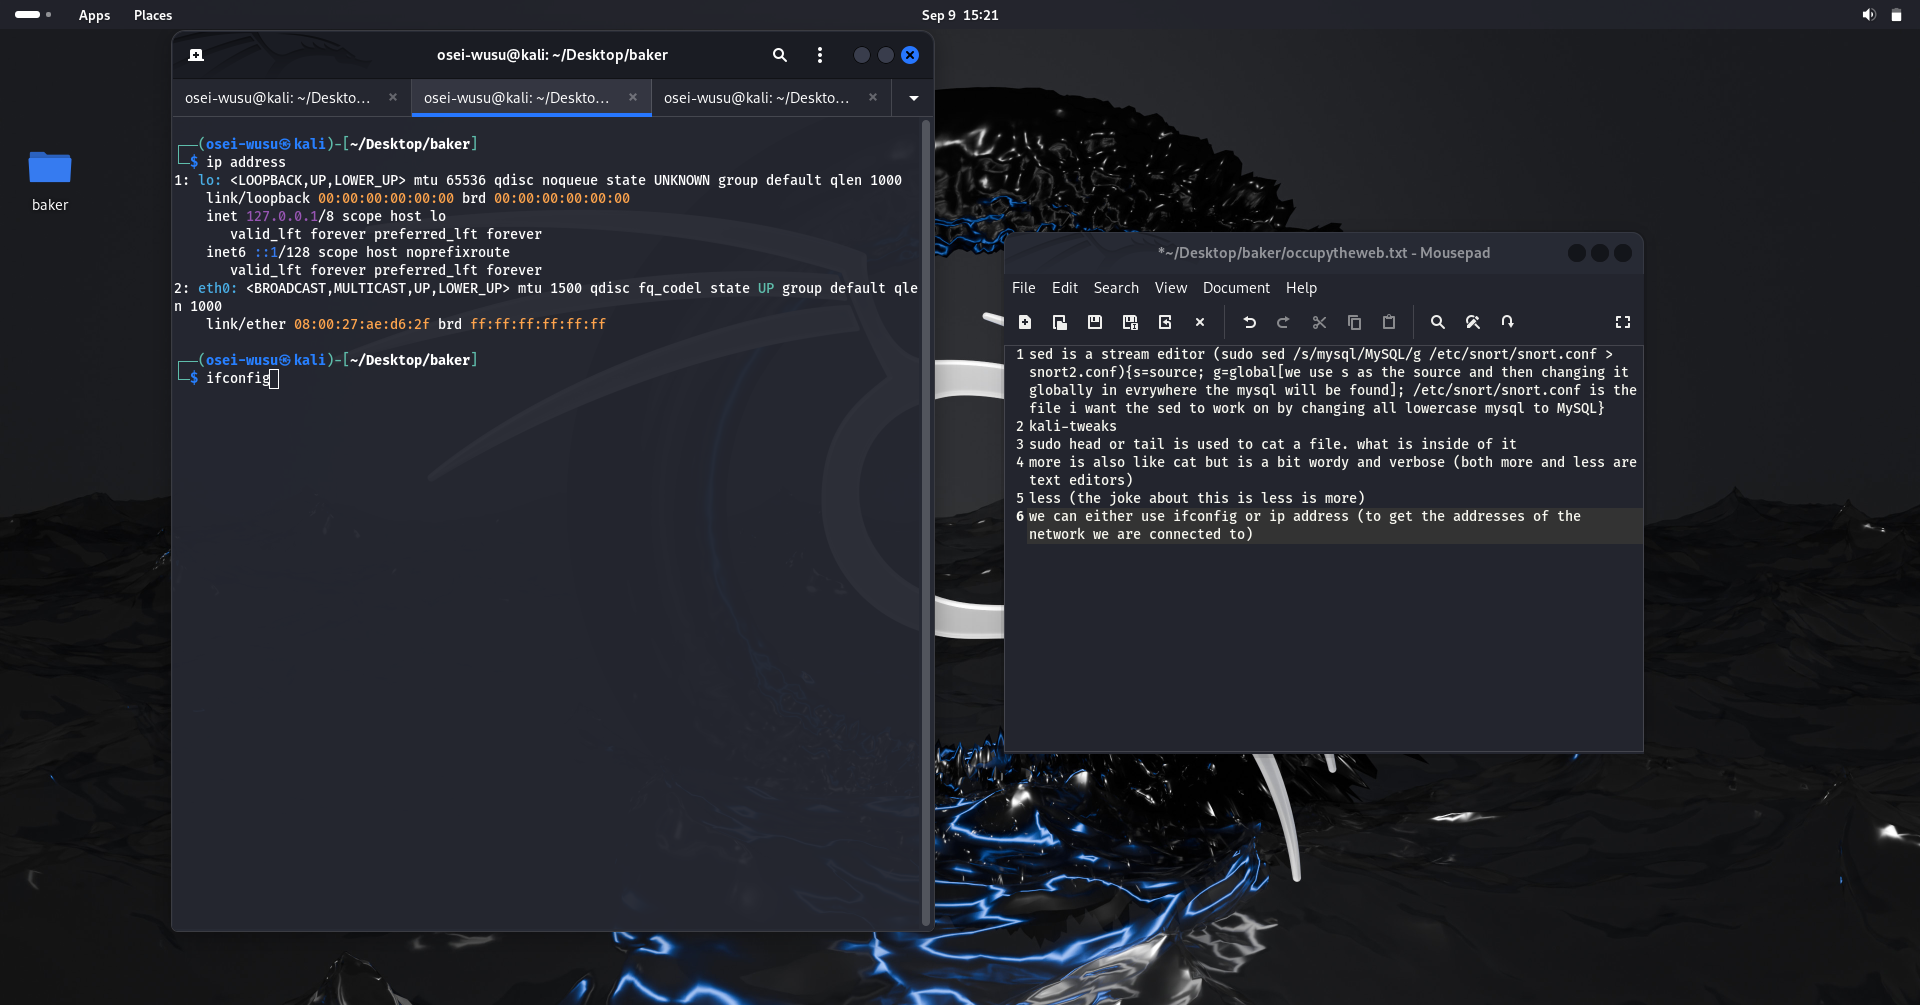 Apps Places
Sep 9 15:21
osei-wusu@kali: ~/Desktop/baker
osei-wusu@kali: ~/Deskto...
osei-wusu@kali: ~/Deskto...
osei-wusu@kali: ~/Deskto...
baker
(osei-wusu㉿kali)-[~/Desktop/baker]
$ ip address
1: lo: <LOOPBACK,UP,LOWER_UP> mtu 65536 qdisc noqueue state UNKNOWN group default qlen 1000
link/loopback 00:00:00:00:00:00 brd 00:00:00:00:00:00
inet 127.0.0.1/8 scope host lo
valid_lft forever preferred_lft forever
inet6 ::1/128 scope host noprefixroute
valid_lft forever preferred_lft forever
2: eth0: <BROADCAST,MULTICAST,UP,LOWER_UP> mtu 1500 qdisc fq_codel state UP group default qle
n 1000
link/ether 08:00:27:ae:d6:2f brd ff:ff:ff:ff:ff:ff
(osei-wusu㉿kali)-[~/Desktop/baker]
$ ifconfig
*~/Desktop/baker/occupytheweb.txt - Mousepad
File Edit Search View Document Help
1 sed is a stream editor (sudo sed /s/mysql/MySQL/g /etc/snort/snort.conf >
snort2.conf){s=source; g=global[we use s as the source and then changing it
globally in evrywhere the mysql will be found]; /etc/snort/snort.conf is the
file i want the sed to work on by changing all lowercase mysql to MySQL}
2 kali-tweaks
3 sudo head or tail is used to cat a file. what is inside of it
4 more is also like cat but is a bit wordy and verbose (both more and less are
text editors)
5 less (the joke about this is less is more)
6 we can either use ifconfig or ip address (to get the addresses of the
network we are connected to)